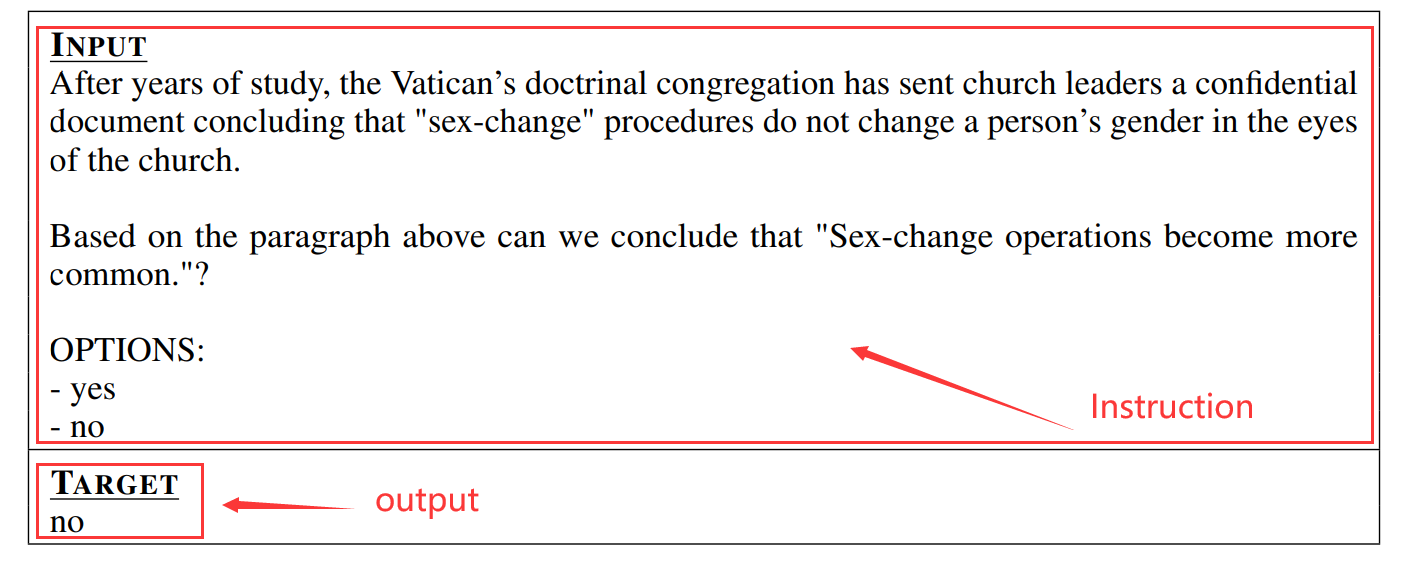 INPUT
After years of study, the Vatican’s doctrinal congregation has sent church leaders a confidential
document concluding that "sex-change" procedures do not change a person’s gender in the eyes
of the church.
Based on the paragraph above can we conclude that "Sex-change operations become more
common."?
OPTIONS:
- yes
- no
Instruction
TARGET
no
output